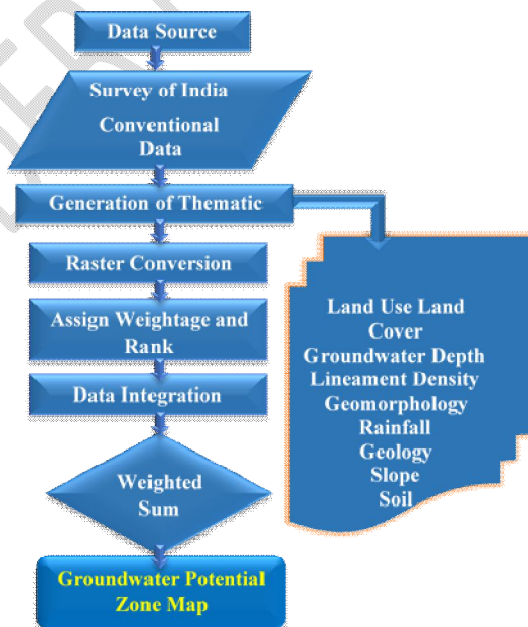 Data Source
Survey of India
Conventional
Data
Generation of Thematic
Raster Conversion
Assign Weightage and
Rank
Data Integration
Weighted
Sum
Groundwater Potential
Zone Map
Land Use Land
Cover
Groundwater Depth
Lineament Density
Geomorphology
Rainfall
Geology
Slope
Soil